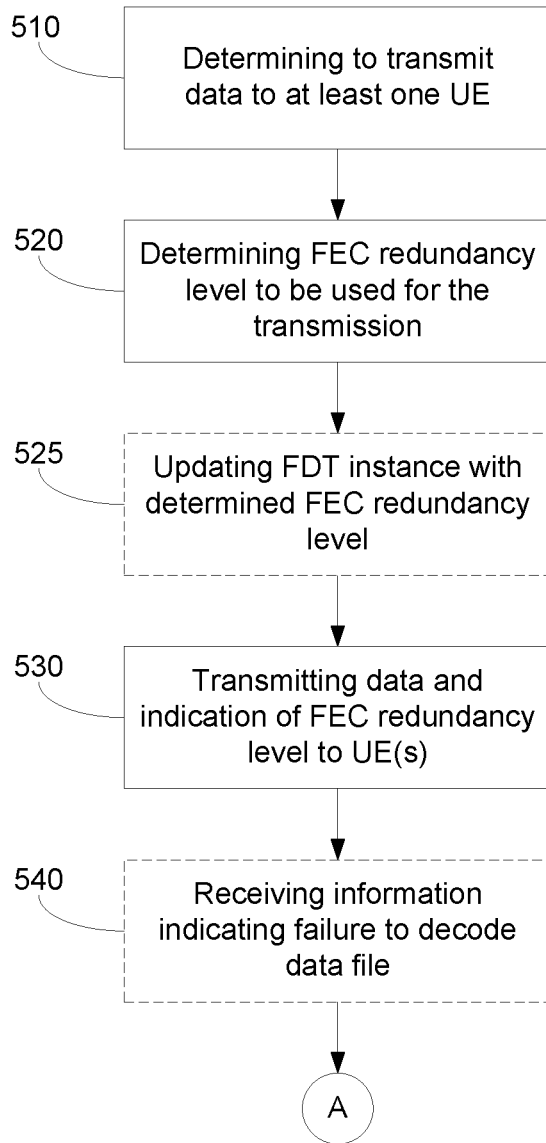 510
Determining to transmit
data to at least one UE
520
Determining FEC redundancy
level to be used for the
transmission
525
Updating FDT instance with
determined FEC redundancy
level
530
Transmitting data and
indication of FEC redundancy
level to UE(s)
540
Receiving information
indicating failure to decode
data file
A